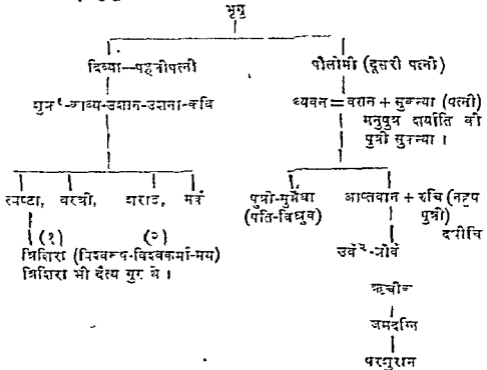 भृगु
दिव्या—पहली पत्नी पौलोमी (दूसरी पत्नी)
शुक्र-काव्य-उशान-उशना-कवि च्यवन = वरान + सुकन्या (पत्नी)
मनुपुत्र शर्याति की
पुत्री सुकन्या ।
त्वष्टा, वरत्री, शराड, मर्क पुत्री-सुमेधा आप्तवान + रुचि (नहुष
(पति-विध्रुव) पुत्री)
(१) (२) दधीचि
त्रिशिरा (विश्वरूप-विश्वकर्मा-मय) उर्व-और्व
त्रिशिरा भी दैत्य गुरु थे ।
ऋचीक
जमदग्नि
परशुराम